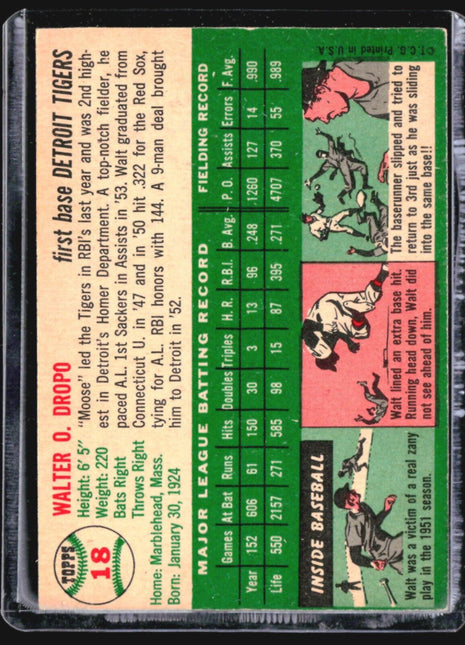 TOPPS
18
WALTER O. DROPO
first base DETROIT TIGERS
Height: 6' 5"
Weight: 220
Bats Right
Throws Right
Home: Marblehead, Mass.
Born: January 30, 1924
"Moose" led the Tigers in RBI's last year and was 2nd high-
est in Detroit's Homer Department. A top-notch fielder, he
paced A.L. 1st Sackers in Assists in '53. Walt graduated from
Connecticut U. in '47 and in '50 hit .322 for the Red Sox,
tying for A.L. RBI honors with 144. A 9-man deal brought
him to Detroit in '52.
MAJOR LEAGUE BATTING RECORD FIELDING RECORD
Games At Bat Runs Hits Doubles Triples H. R. R.B.I. B. Avg. P. O. Assists Errors F. Avg.
Year 152 606 61 150 30 3 13 96 .248 1260 127 14 .990
Life 550 2157 271 585 98 15 87 395 .271 4707 370 55 .989
INSIDE BASEBALL
Walt was a victim of a real zany
play in the 1951 season.
Walt lined an extra base hit.
Running head down, Walt did
not see ahead of him.
The baserunner slipped and tried to
return to 3rd just as he was sliding
into the same base!!
©T.C.G. Printed in U.S.A.